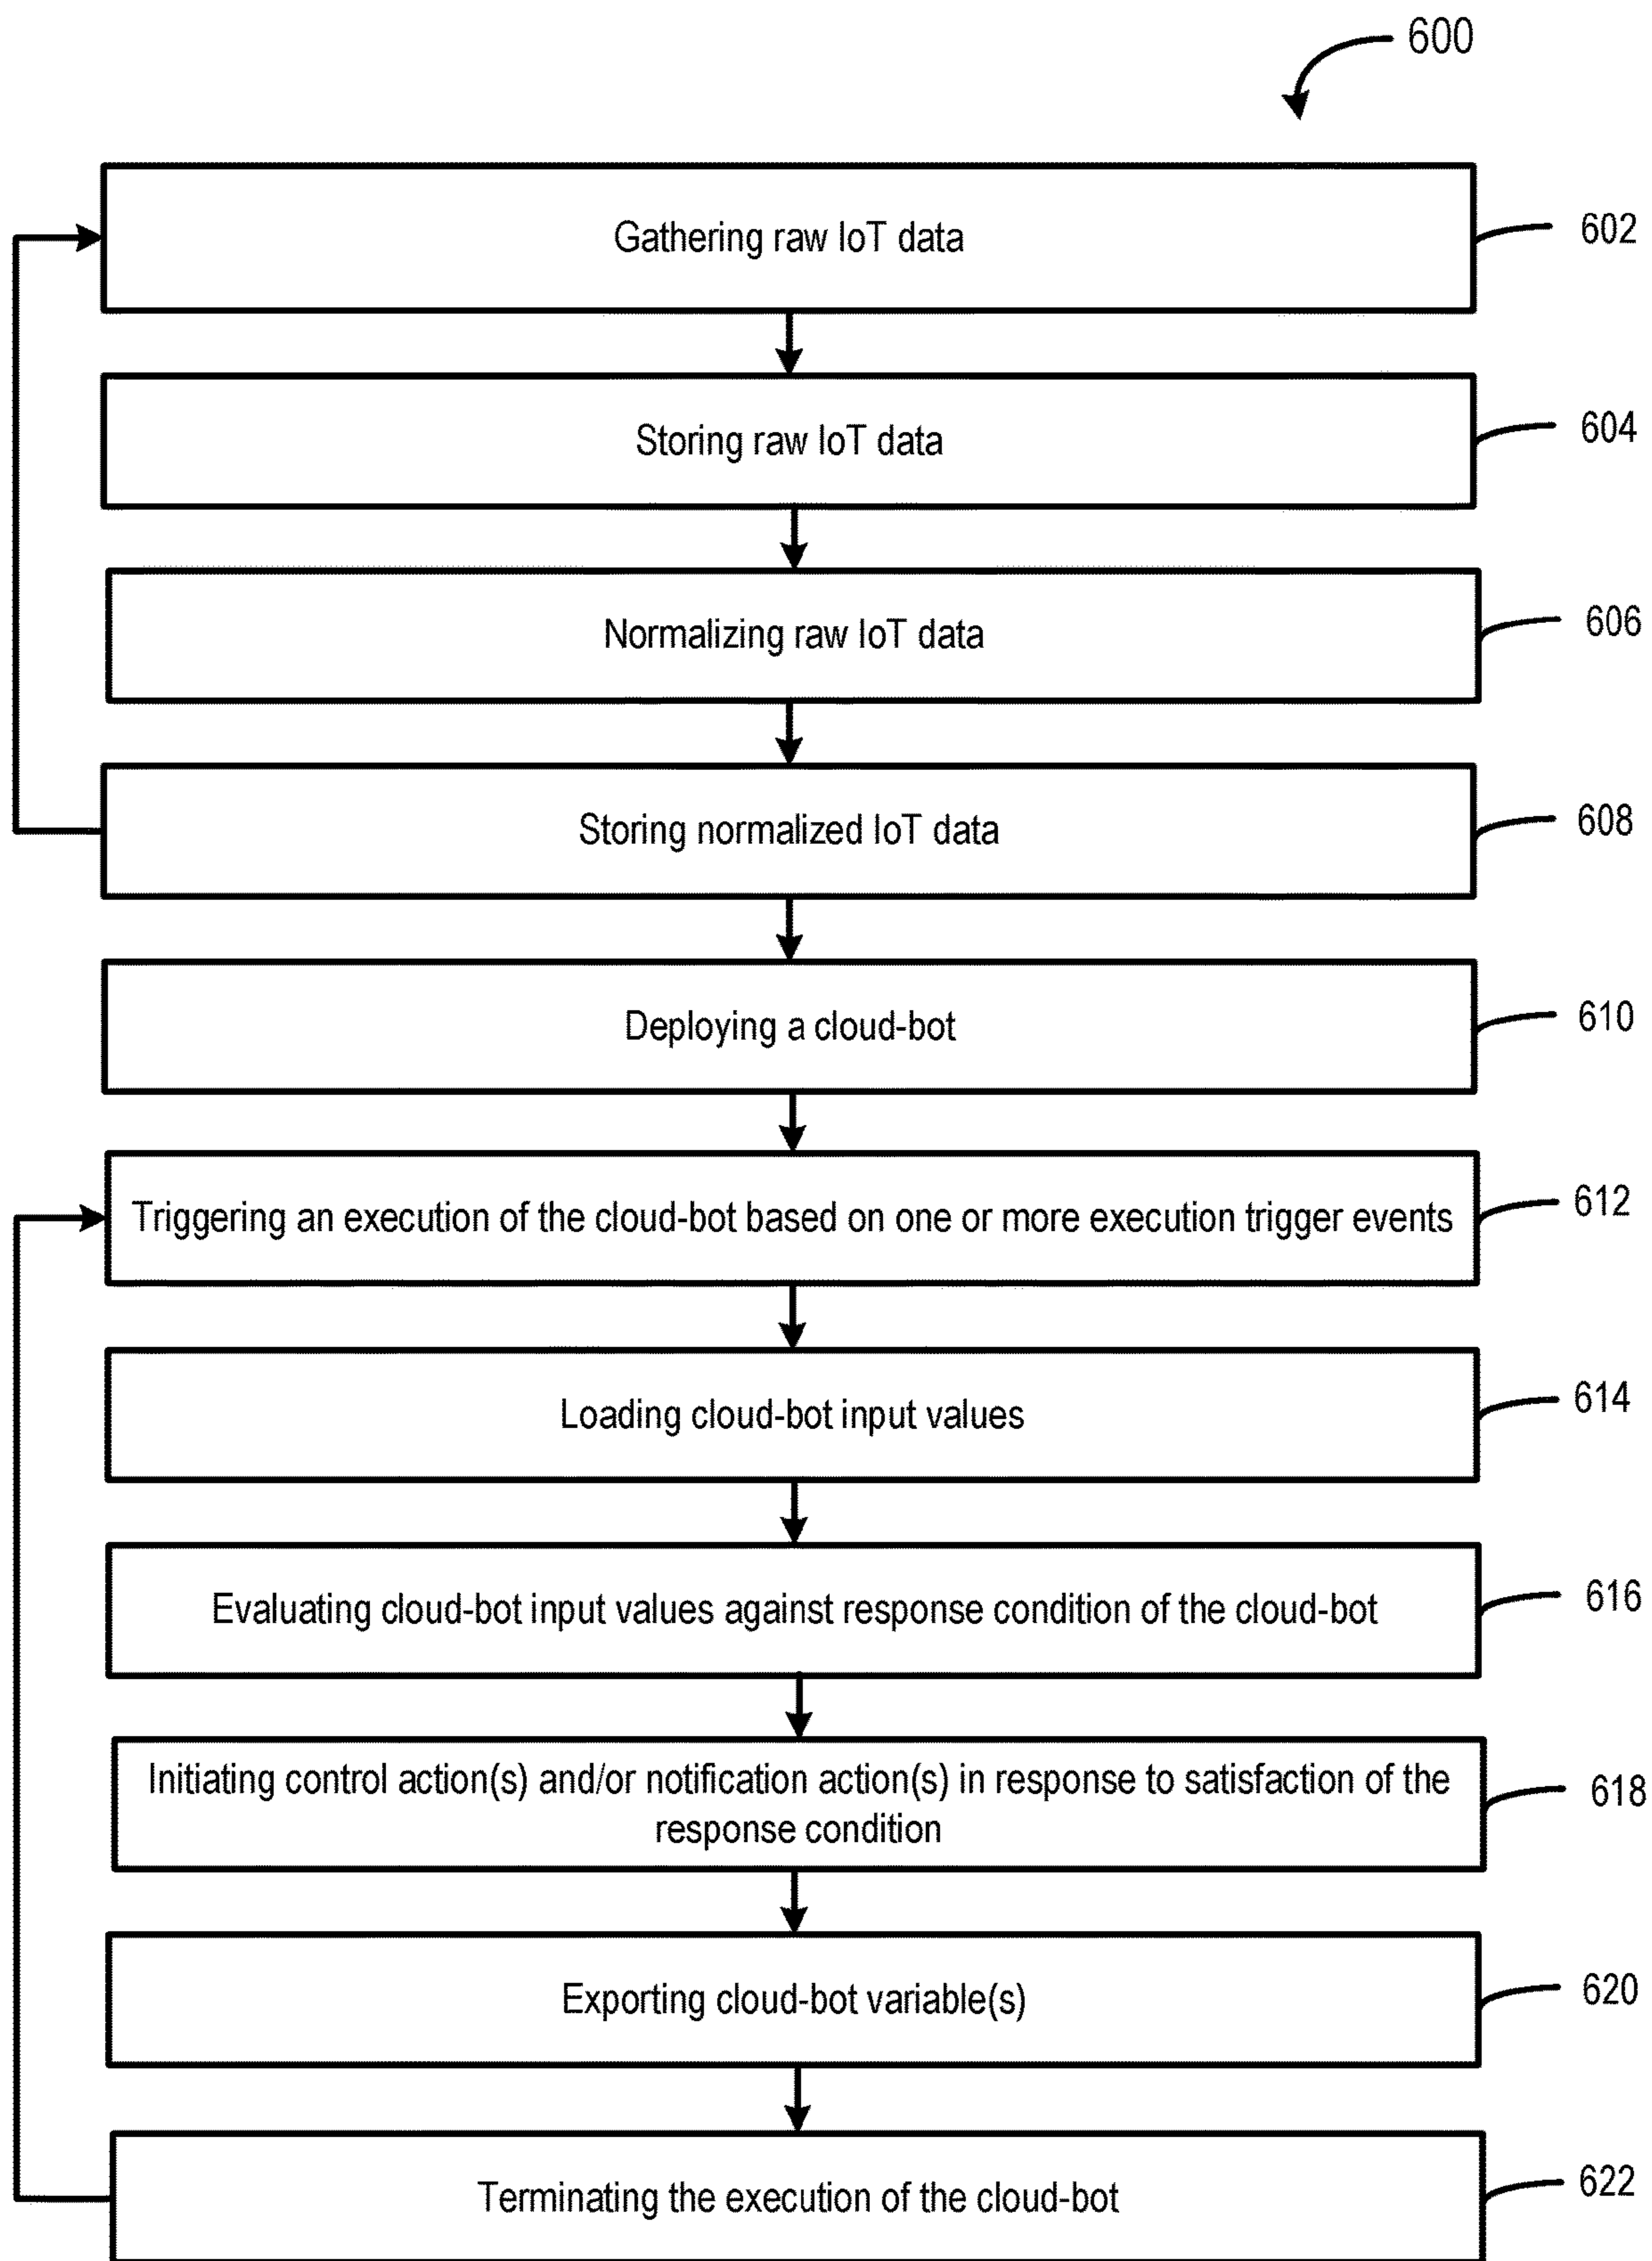 600
Gathering raw IoT data
602
Storing raw IoT data
604
Normalizing raw IoT data
606
Storing normalized IoT data
608
Deploying a cloud-bot
610
Triggering an execution of the cloud-bot based on one or more execution trigger events
612
Loading cloud-bot input values
614
Evaluating cloud-bot input values against response condition of the cloud-bot
616
Initiating control action(s) and/or notification action(s) in response to satisfaction of the
response condition
618
Exporting cloud-bot variable(s)
620
Terminating the execution of the cloud-bot
622